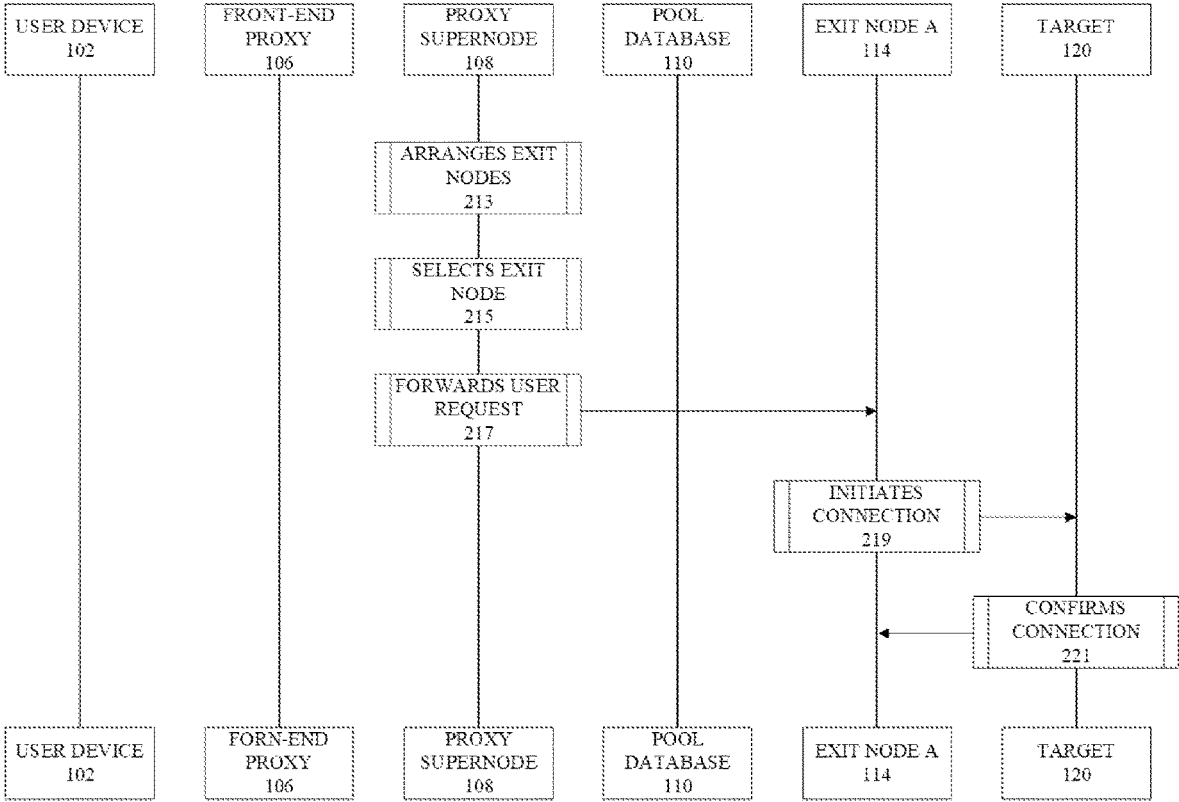 USER DEVICE
102
FRONT-END
PROXY
106
PROXY
SUPERNODE
108
POOL
DATABASE
110
EXIT NODE A
114
TARGET
120
ARRANGES EXIT
NODES
213
SELECTS EXIT
NODE
215
FORWARDS USER
REQUEST
217
INITIATES
CONNECTION
219
CONFIRMS
CONNECTION
221
USER DEVICE
102
FORN-END
PROXY
106
PROXY
SUPERNODE
108
POOL
DATABASE
110
EXIT NODE A
114
TARGET
120